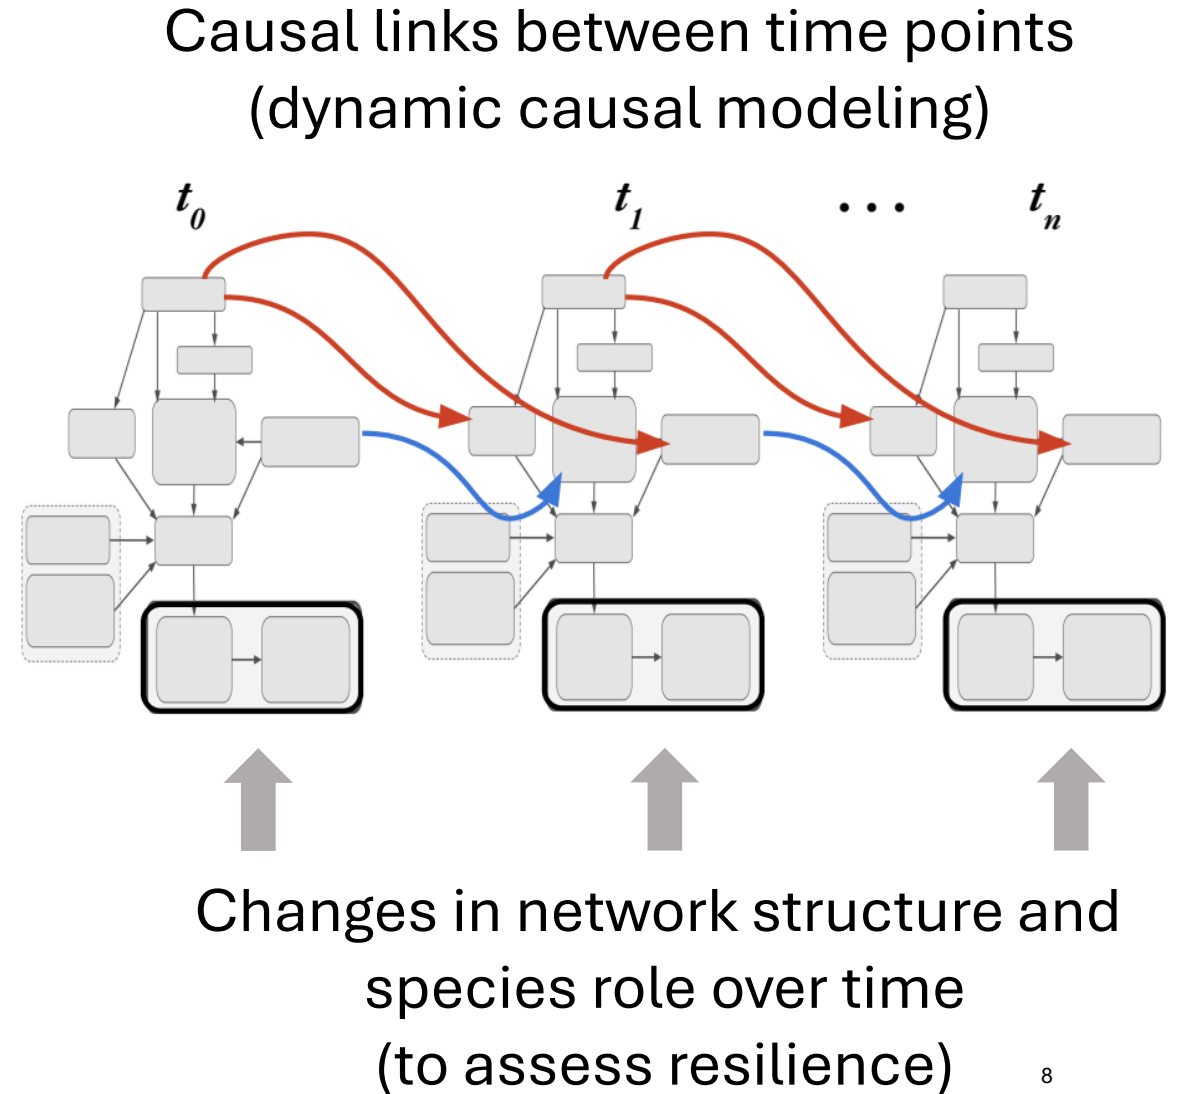 Causal links between time points
(dynamic causal modeling)
t0 t1 ... tn
Changes in network structure and
species role over time
(to assess resilience)
8